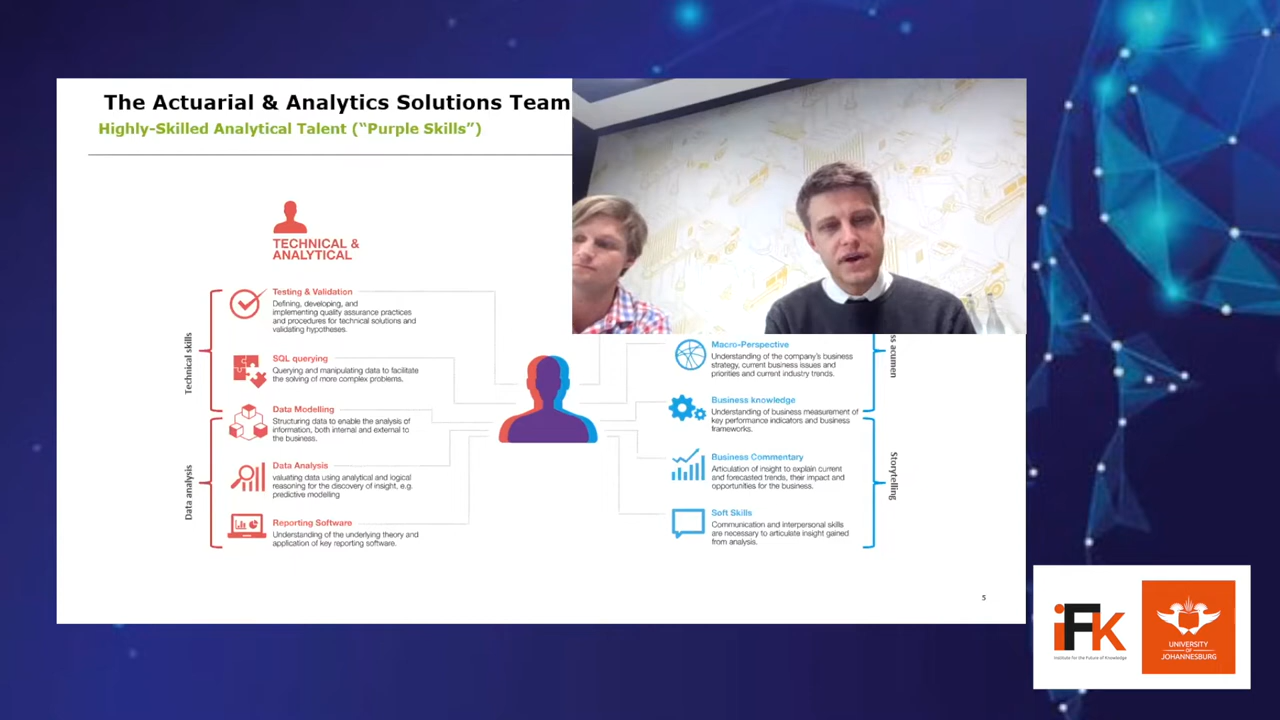 The Actuarial & Analytics Solutions Team
Highly-Skilled Analytical Talent (“Purple Skills”)
TECHNICAL &
ANALYTICAL
Technical skills
Testing & Validation
Defining, developing, and
implementing quality assurance practices
and procedures for technical solutions and
validating hypotheses.
SQL querying
Querying and manipulating data to facilitate
the solving of more complex problems.
Data analysis
Data Modelling
Structuring data to enable the analysis of
information, both internal and external to
the business.
Data Analysis
valuating data using analytical and logical
reasoning for the discovery of insight, e.g.
predictive modelling
Reporting Software
Understanding of the underlying theory and
application of key reporting software.
Macro-Perspective
Understanding of the company's business
strategy, current business issues and
priorities and current industry trends.
Business knowledge
Understanding of business measurement of
key performance indicators and business
frameworks.
acumen
Business Commentary
Articulation of insight to explain current
and forecasted trends, their impact and
opportunities for the business.
Soft Skills
Communication and interpersonal skills
are necessary to articulate insight gained
from analysis.
Storytelling
5
iFK
Institute for the Future of Knowledge
UNIVERSITY
OF
JOHANNESBURG